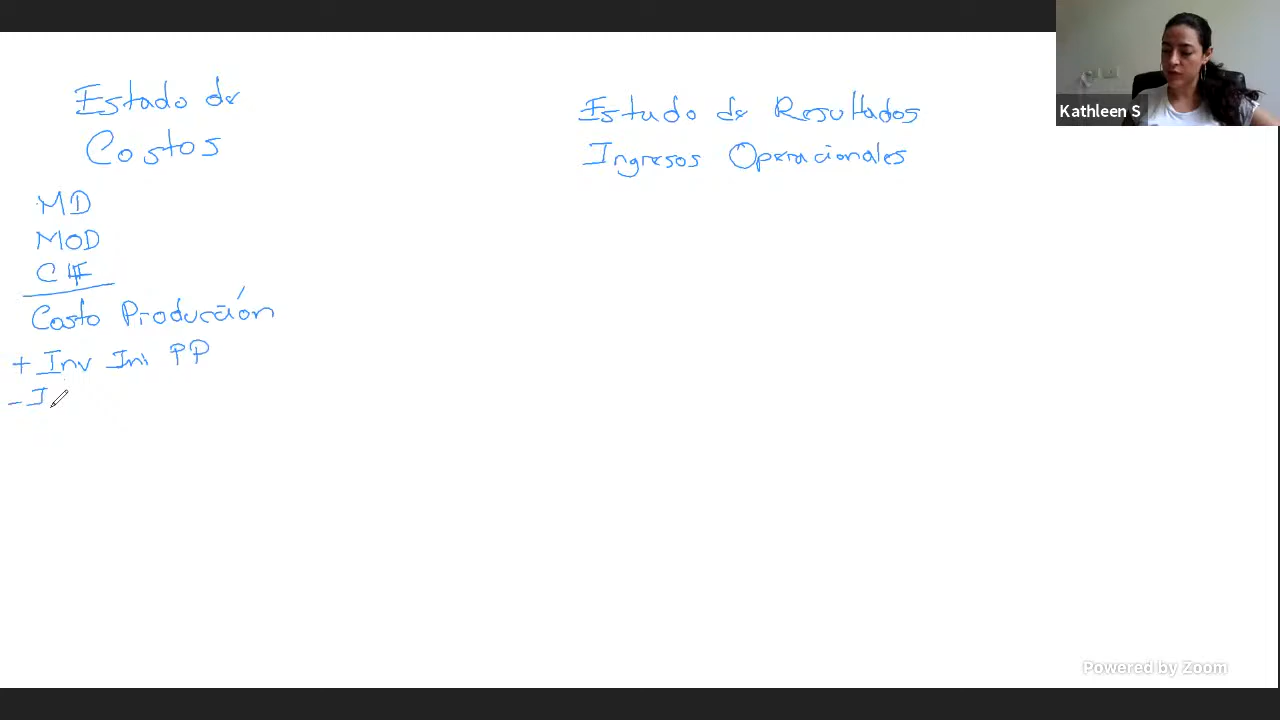 Estado de
Costos
MD
MOD
CIF
Costo Producción
+ Inv Ini PP
- I
Estado de Resultados
Ingresos Operacionales
Kathleen S
Powered by Zoom